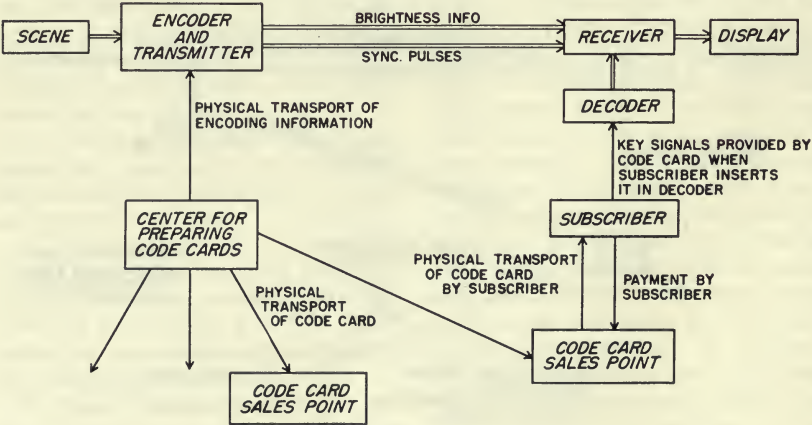 SCENE
ENCODER
AND
TRANSMITTER
BRIGHTNESS INFO
SYNC. PULSES
RECEIVER
DISPLAY
DECODER
PHYSICAL TRANSPORT OF
ENCODING INFORMATION
KEY SIGNALS PROVIDED BY
CODE CARD WHEN
SUBSCRIBER INSERTS
IT IN DECODER
CENTER FOR
PREPARING
CODE CARDS
SUBSCRIBER
PHYSICAL TRANSPORT
OF CODE CARD
BY SUBSCRIBER
PAYMENT BY
SUBSCRIBER
PHYSICAL
TRANSPORT
OF CODE CARD
CODE CARD
SALES POINT
CODE CARD
SALES POINT